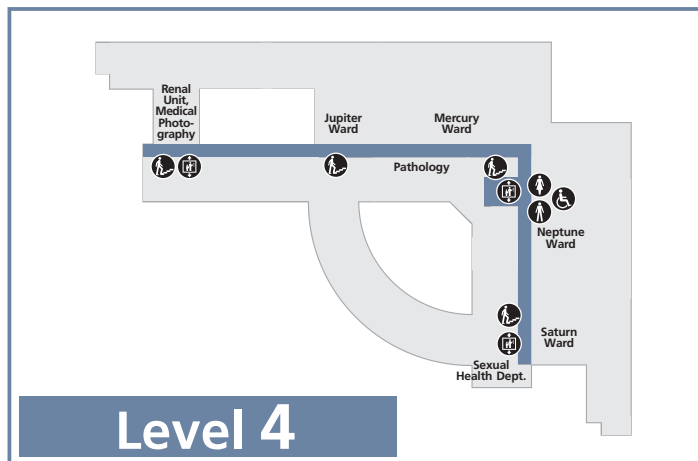 Renal
Unit,
Medical
Photo-
graphy
Jupiter
Ward
Mercury
Ward
Pathology
Neptune
Ward
Saturn
Ward
Sexual
Health Dept.
Level 4